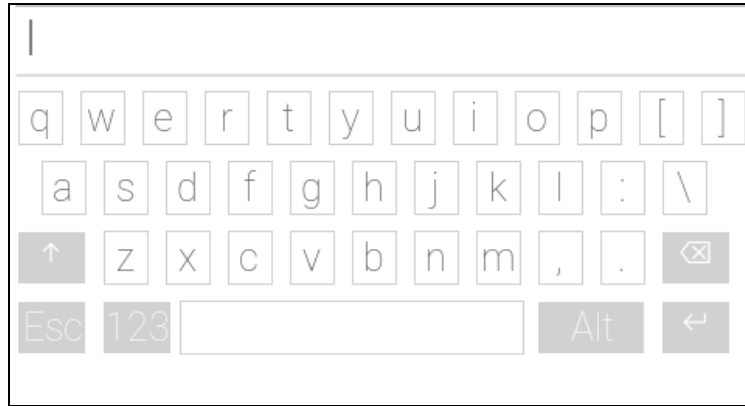 q w e r t y u i o p [ ]
a s d f g h j k l : \
↑ z x c v b n m , . ⌫
Esc 123 Alt ↵